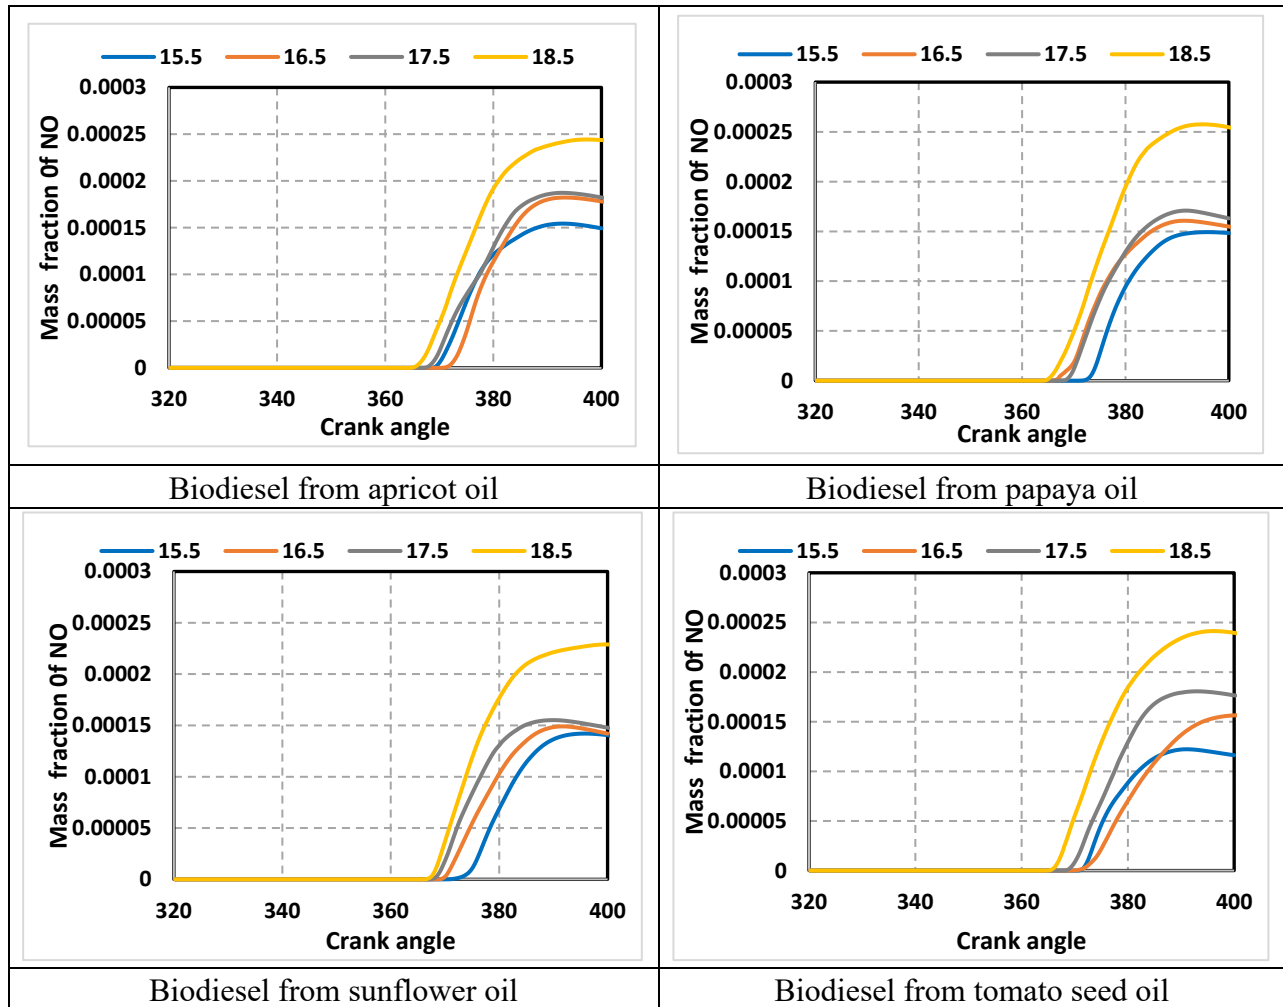 15.5 16.5 17.5 18.5
0.0003
0.00025
0.0002
0.00015
0.0001
0.00005
0
Mass fraction 0f NO
320 340 360 380 400
Crank angle
Biodiesel from apricot oil
15.5 16.5 17.5 18.5
0.0003
0.00025
0.0002
0.00015
0.0001
0.00005
0
Mass fraction 0f NO
320 340 360 380 400
Crank angle
Biodiesel from papaya oil
15.5 16.5 17.5 18.5
0.0003
0.00025
0.0002
0.00015
0.0001
0.00005
0
Mass fraction 0f NO
320 340 360 380 400
Crank angle
Biodiesel from sunflower oil
15.5 16.5 17.5 18.5
0.0003
0.00025
0.0002
0.00015
0.0001
0.00005
0
Mass fraction 0f NO
320 340 360 380 400
Crank angle
Biodiesel from tomato seed oil